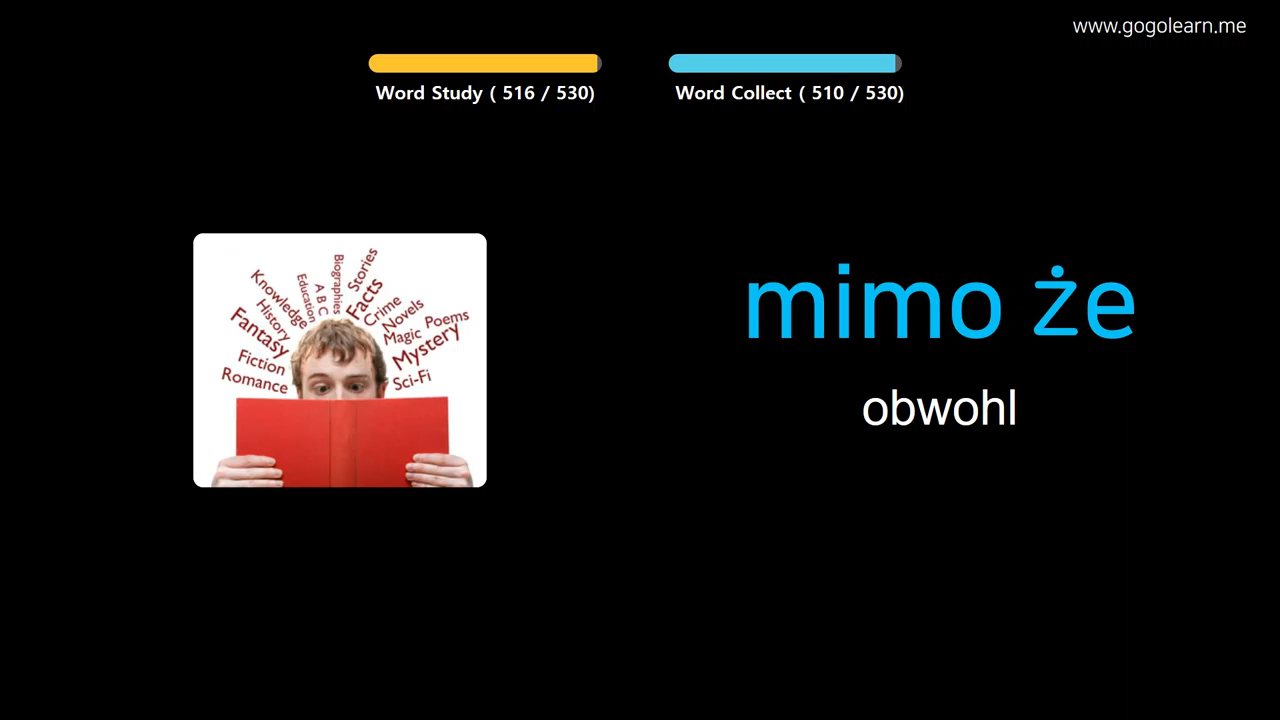 www.gogolearn.me
Word Study ( 516 / 530)
Word Collect ( 510 / 530)
Knowledge
History
Fantasy
Fiction
Romance
Education
A B C
Biographies
Stories
Facts
Crime
Novels
Magic
Poems
Mystery
Sci-Fi
mimo że
obwohl